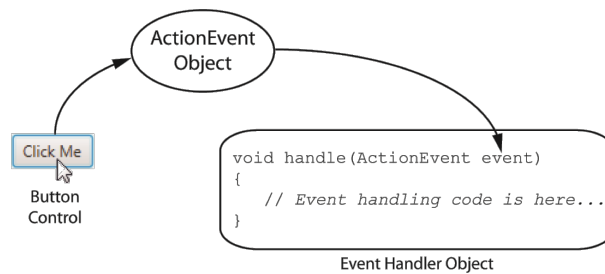 ActionEvent
Object
Click Me
Button
Control
void handle(ActionEvent event)
{
// Event handling code is here...
}
Event Handler Object